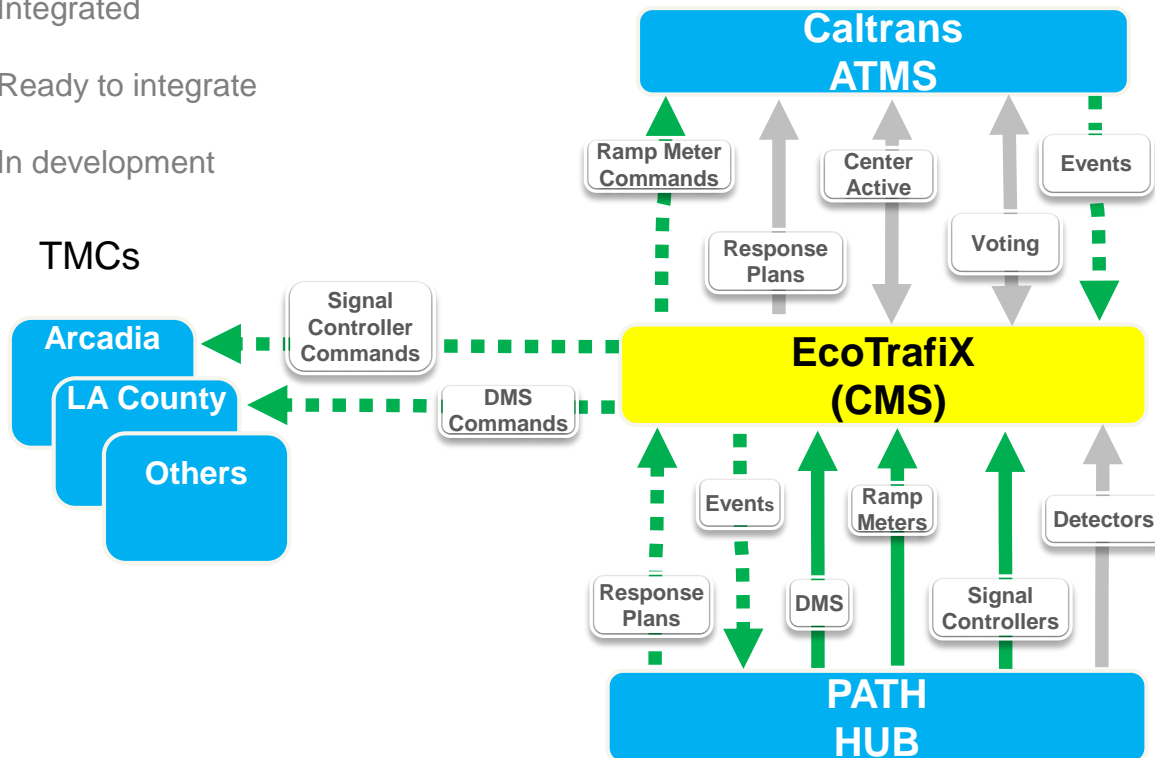 Integrated
Ready to integrate
In development
TMCs
Caltrans
ATMS
Ramp Meter
Commands
Response
Plans
Center
Active
Voting
Events
Arcadia
LA County
Others
Signal
Controller
Commands
DMS
Commands
EcoTrafiX
(CMS)
Response
Plans
Events
DMS
Ramp
Meters
Signal
Controllers
Detectors
PATH
HUB